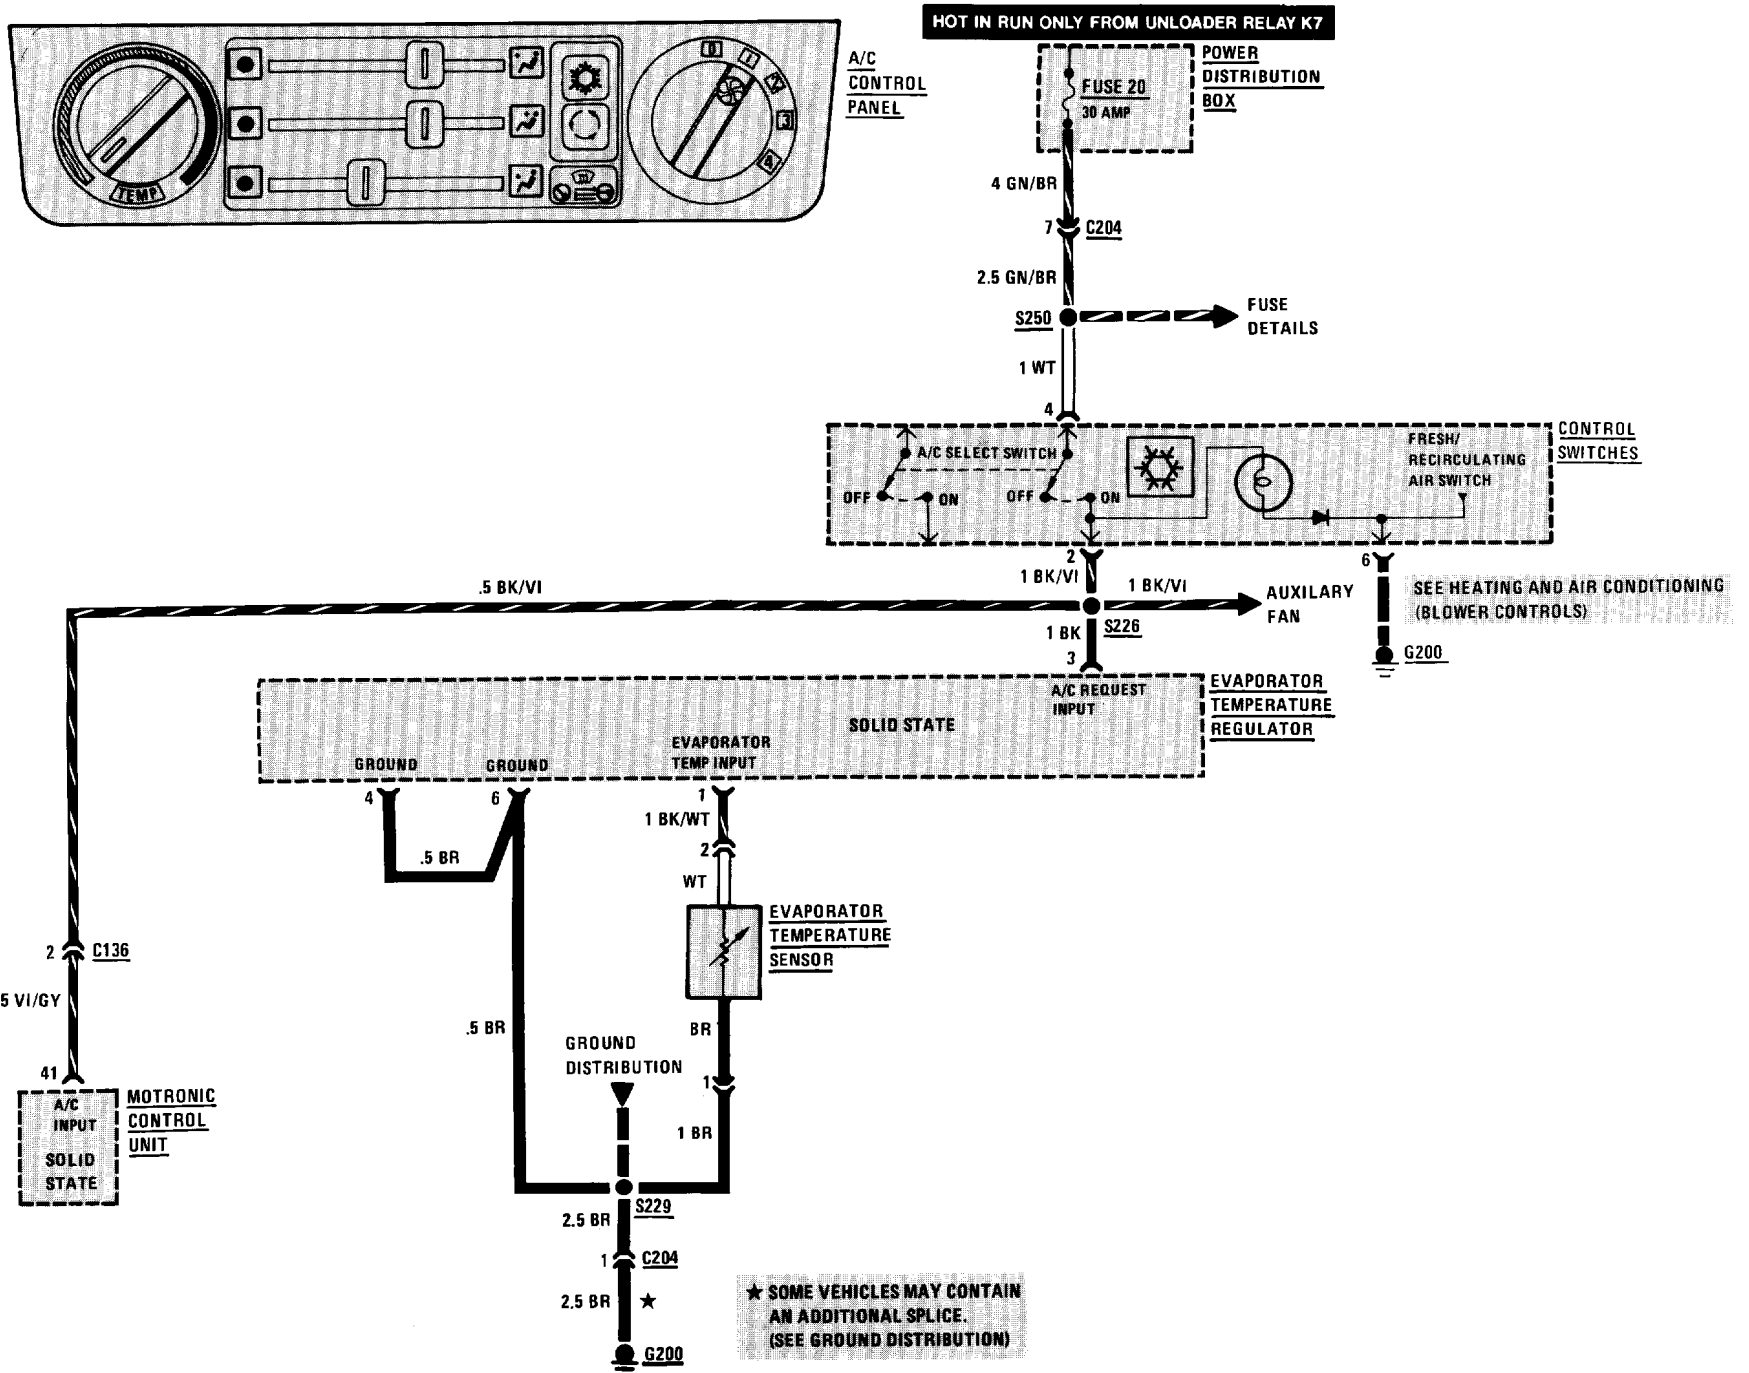 HOT IN RUN ONLY FROM UNLOADER RELAY K7
A/C
CONTROL
PANEL
TEMP
0
1
2
3
4
POWER
DISTRIBUTION
BOX
FUSE 20
30 AMP
4 GN/BR
7
C204
2.5 GN/BR
S250
FUSE
DETAILS
1 WT
4
CONTROL
SWITCHES
A/C SELECT SWITCH
OFF
ON
OFF
ON
FRESH/
RECIRCULATING
AIR SWITCH
2
6
1 BK/VI
1 BK/VI
.5 BK/VI
AUXILARY
FAN
SEE HEATING AND AIR CONDITIONING
(BLOWER CONTROLS)
S226
1 BK
3
G200
A/C REQUEST
INPUT
EVAPORATOR
TEMPERATURE
REGULATOR
SOLID STATE
GROUND
GROUND
EVAPORATOR
TEMP INPUT
4
6
1
1 BK/WT
.5 BR
2
WT
EVAPORATOR
TEMPERATURE
SENSOR
2
C136
5 VI/GY
.5 BR
BR
GROUND
DISTRIBUTION
41
1
A/C
INPUT
SOLID
STATE
MOTRONIC
CONTROL
UNIT
1 BR
S229
2.5 BR
1
C204
2.5 BR
★
G200
★ SOME VEHICLES MAY CONTAIN
AN ADDITIONAL SPLICE.
(SEE GROUND DISTRIBUTION)